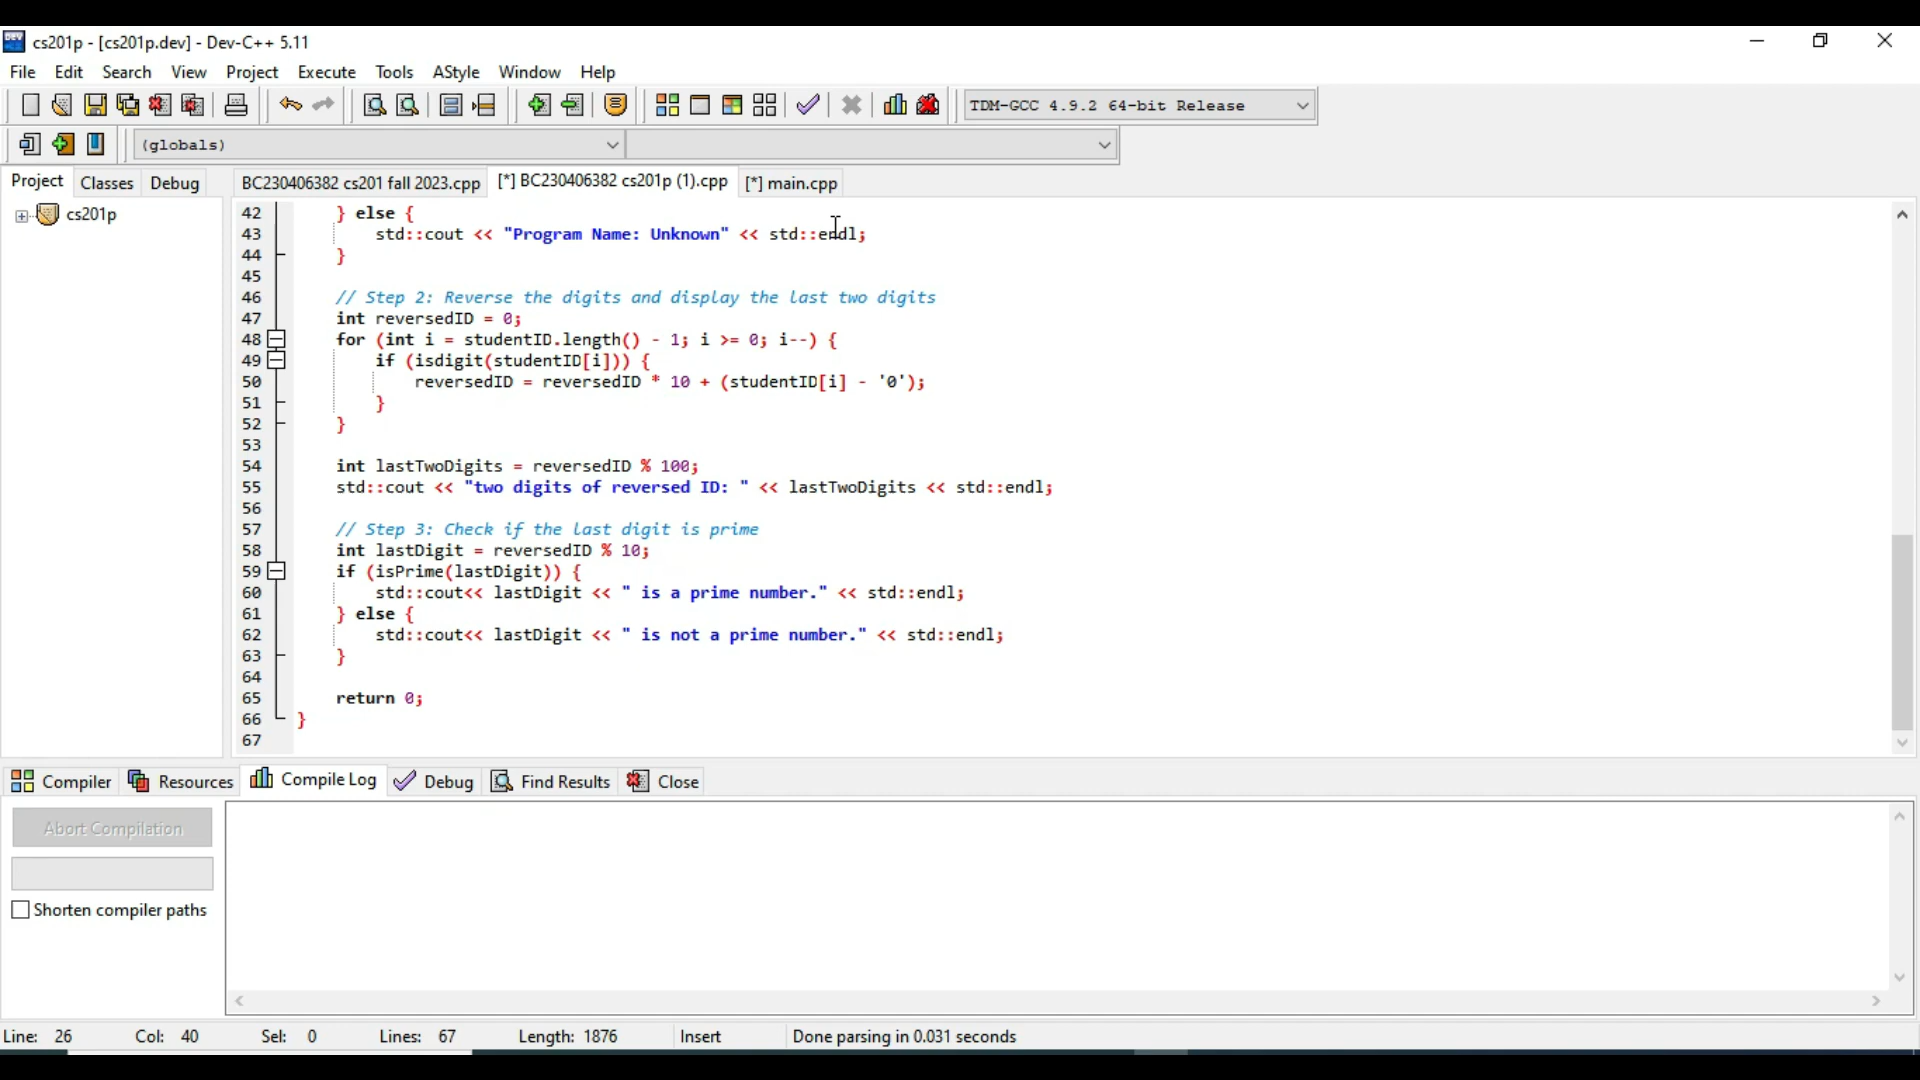 cs201p - [cs201p.dev] - Dev-C++ 5.11
File Edit Search View Project Execute Tools AStyle Window Help
TDM-GCC 4.9.2 64-bit Release
(globals)
Project Classes Debug BC230406382 cs201 fall 2023.cpp [*] BC230406382 cs201p (1).cpp [*] main.cpp
cs201p
42 } else {
43 std::cout << "Program Name: Unknown" << std::endl;
44 }
45
46 // Step 2: Reverse the digits and display the last two digits
47 int reversedID = 0;
48 for (int i = studentID.length() - 1; i >= 0; i--) {
49 if (isdigit(studentID[i])) {
50 reversedID = reversedID * 10 + (studentID[i] - '0');
51 }
52 }
53
54 int lastTwoDigits = reversedID % 100;
55 std::cout << "two digits of reversed ID: " << lastTwoDigits << std::endl;
56
57 // Step 3: Check if the last digit is prime
58 int lastDigit = reversedID % 10;
59 if (isPrime(lastDigit)) {
60 std::cout<< lastDigit << " is a prime number." << std::endl;
61 } else {
62 std::cout<< lastDigit << " is not a prime number." << std::endl;
63 }
64
65 return 0;
66 }
67
Compiler Resources Compile Log Debug Find Results Close
Abort Compilation
Shorten compiler paths
Line: 26 Col: 40 Sel: 0 Lines: 67 Length: 1876 Insert Done parsing in 0.031 seconds